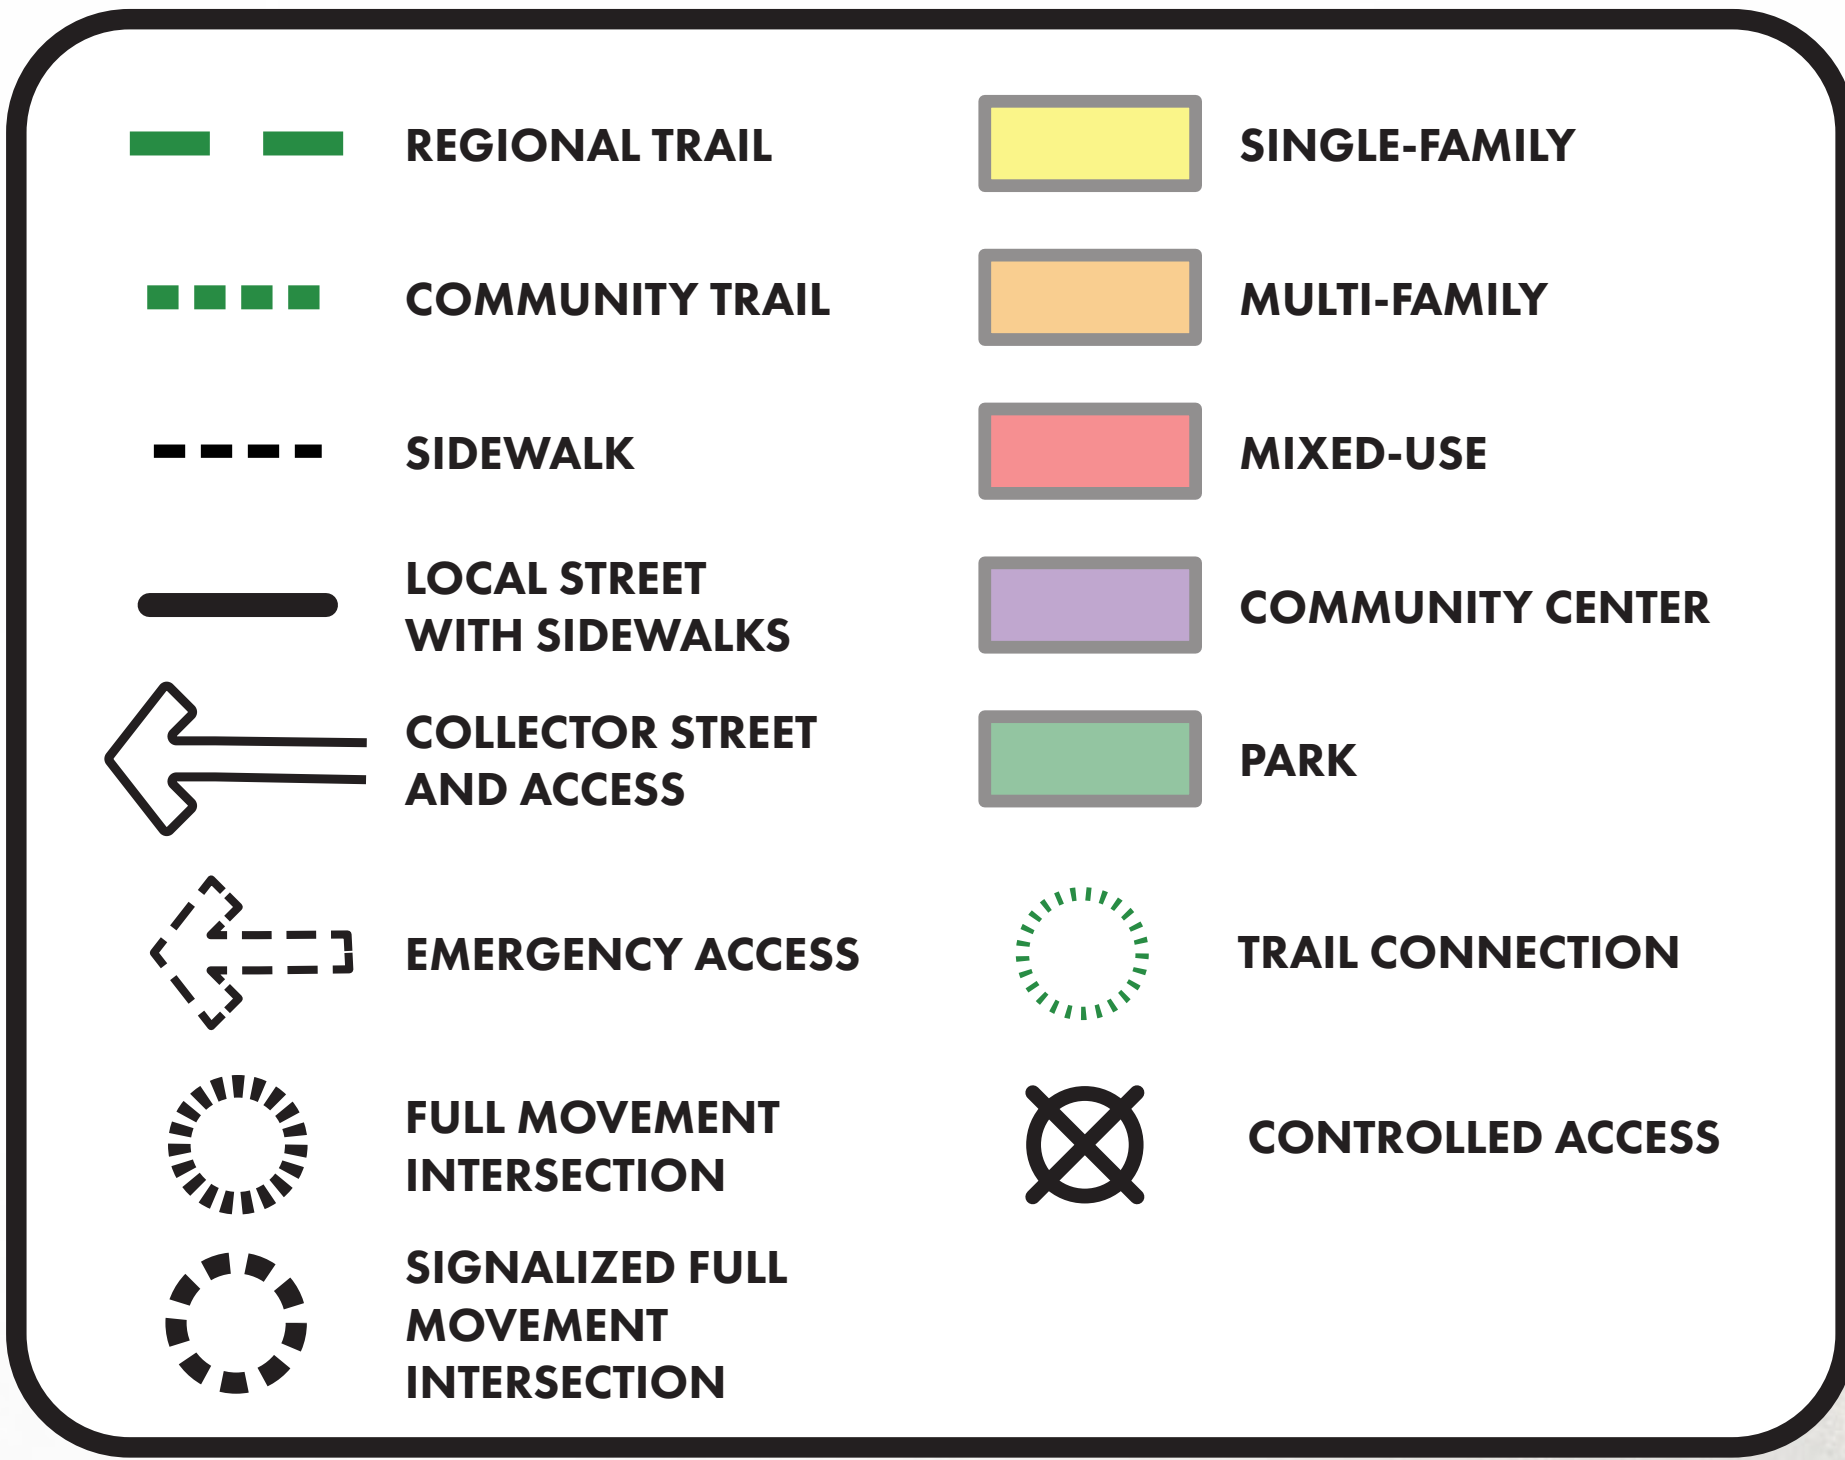 REGIONAL TRAIL
COMMUNITY TRAIL
SIDEWALK
LOCAL STREET
WITH SIDEWALKS
COLLECTOR STREET
AND ACCESS
EMERGENCY ACCESS
FULL MOVEMENT
INTERSECTION
SIGNALIZED FULL
MOVEMENT
INTERSECTION
SINGLE-FAMILY
MULTI-FAMILY
MIXED-USE
COMMUNITY CENTER
PARK
TRAIL CONNECTION
CONTROLLED ACCESS